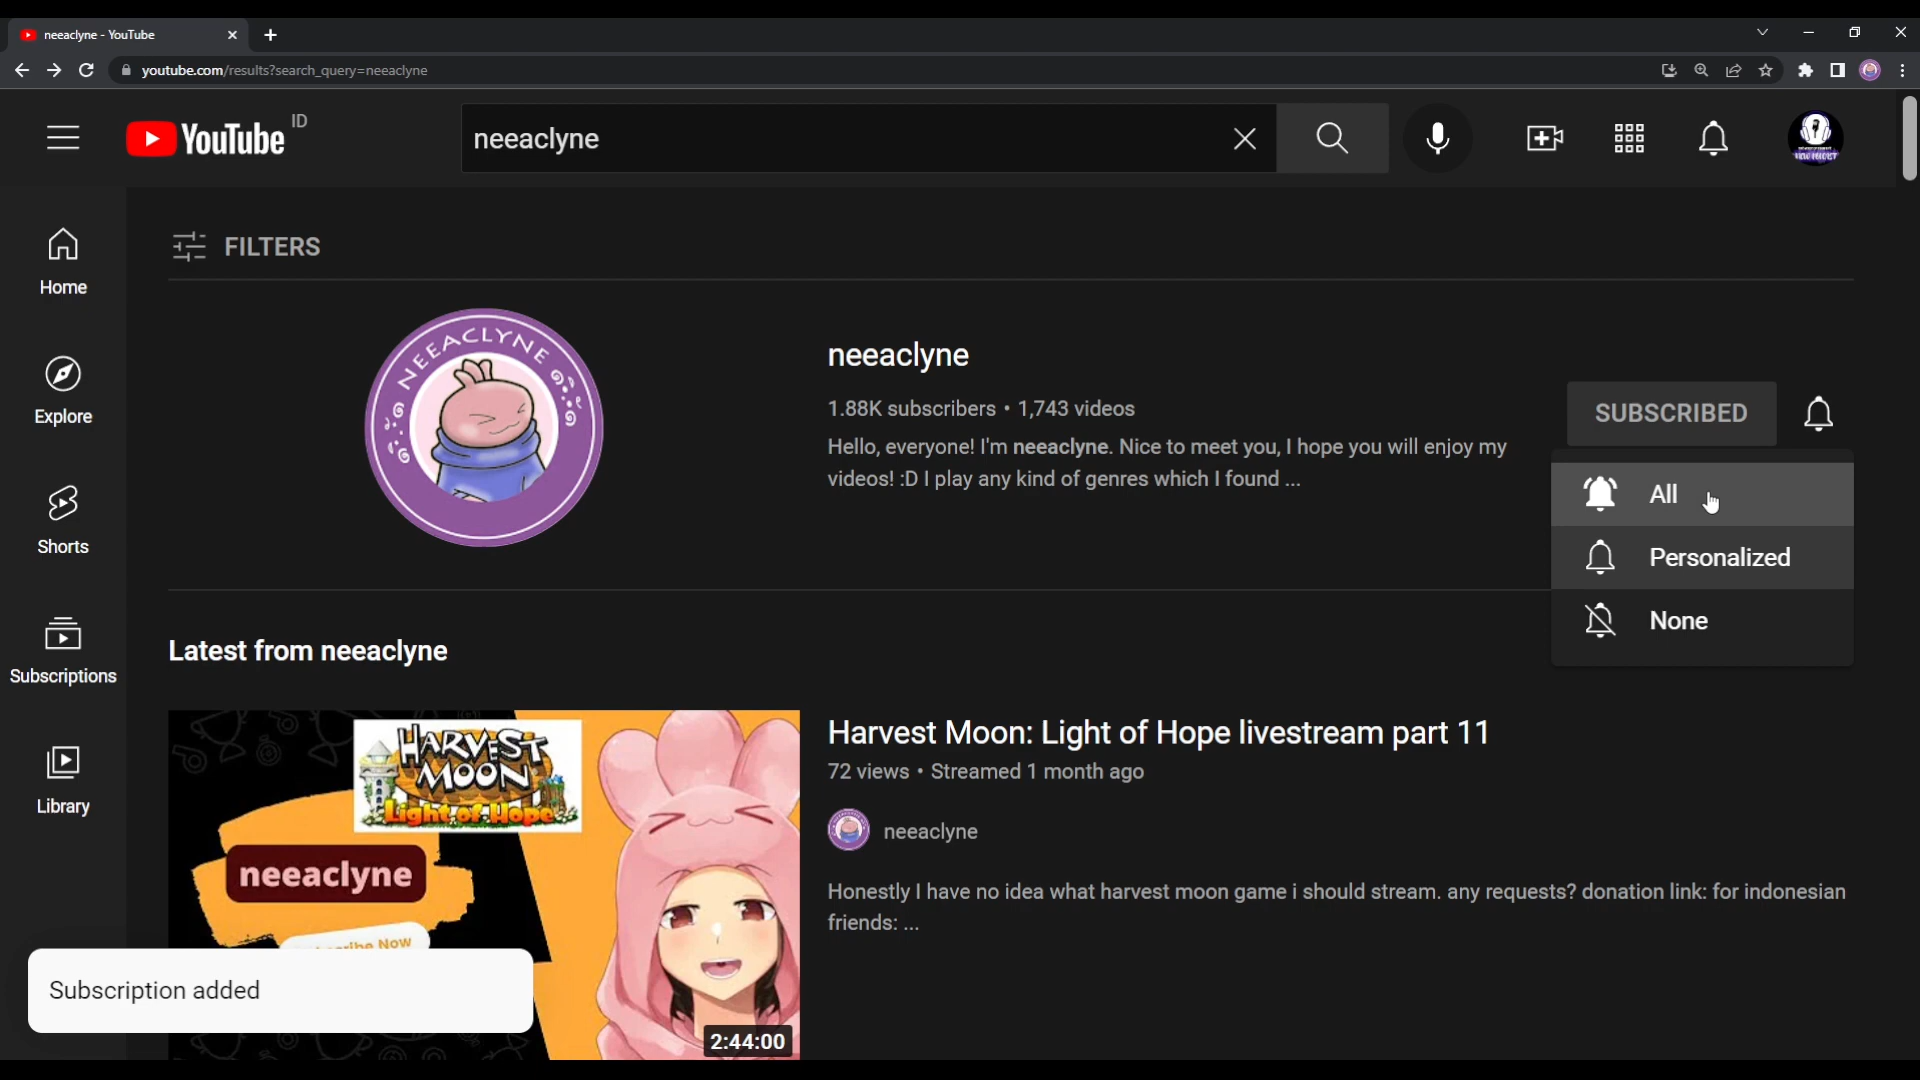 neeaclyne - YouTube
youtube.com/results?search_query=neeaclyne
YouTube ID
neeaclyne
FILTERS
Home
Explore
Shorts
Subscriptions
Library
NEEACLYNE
neeaclyne
1.88K subscribers • 1,743 videos
Hello, everyone! I'm neeaclyne. Nice to meet you, I hope you will enjoy my
videos! :D I play any kind of genres which I found ...
SUBSCRIBED
All
Personalized
None
Latest from neeaclyne
HARVEST
MOON
Light of Hope
neeaclyne
Now
2:44:00
Harvest Moon: Light of Hope livestream part 11
72 views • Streamed 1 month ago
neeaclyne
Honestly I have no idea what harvest moon game i should stream. any requests? donation link: for indonesian
friends: ...
Subscription added